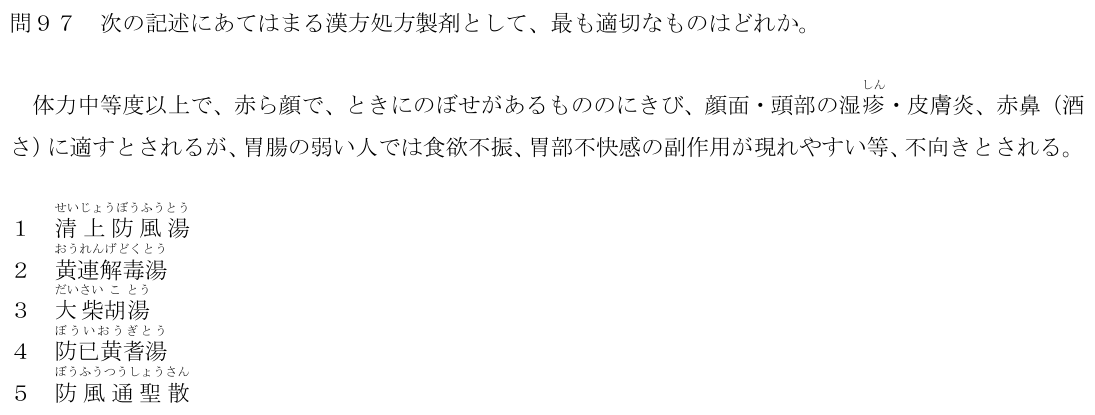 問９７　次の記述にあてはまる漢方処方製剤として、最も適切なものはどれか。
しん
体力中等度以上で、赤ら顔で、ときにのぼせがあるもののにきび、顔面・頭部の湿疹・皮膚炎、赤鼻（酒
さ）に適すとされるが、胃腸の弱い人では食欲不振、胃部不快感の副作用が現れやすい等、不向きとされる。
せいじょうぼうふうとう
１　清上防風湯
おうれんげどくとう
２　黄連解毒湯
だいさいことう
３　大柴胡湯
ぼういおうぎとう
４　防已黄耆湯
ぼうふうつうしょうさん
５　防風通聖散